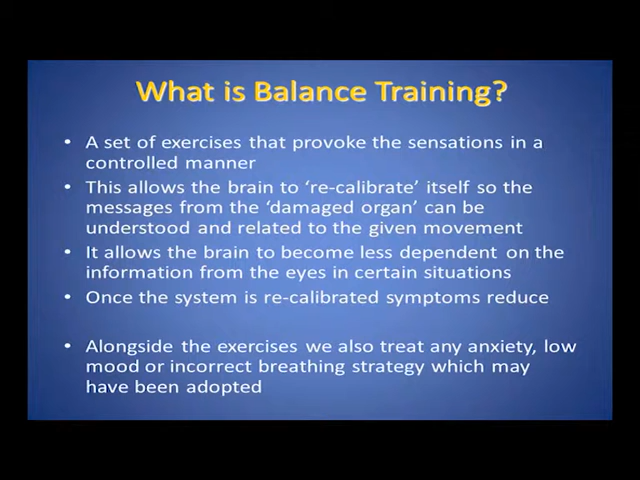 What is Balance Training?
• A set of exercises that provoke the sensations in a
controlled manner
• This allows the brain to ‘re-calibrate’ itself so the
messages from the ‘damaged organ’ can be
understood and related to the given movement
• It allows the brain to become less dependent on the
information from the eyes in certain situations
• Once the system is re-calibrated symptoms reduce
• Alongside the exercises we also treat any anxiety, low
mood or incorrect breathing strategy which may
have been adopted